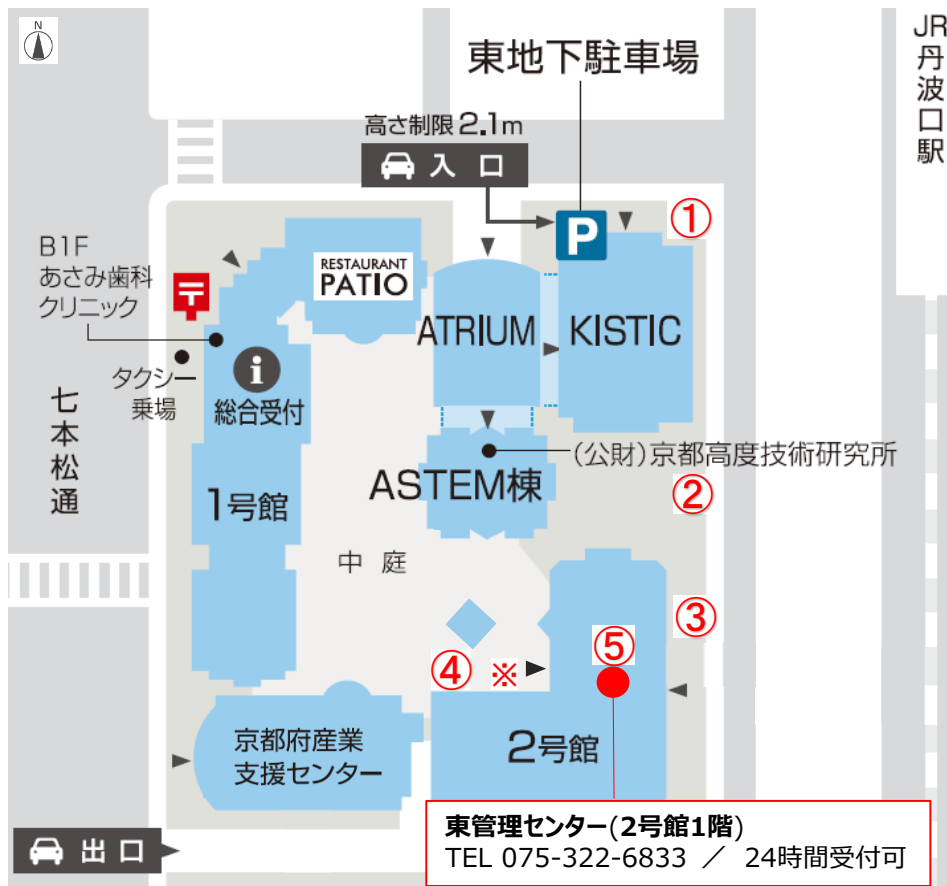 N
東地下駐車場
JR丹波口駅
高さ制限 2.1m
入口
P
①
B1F
あさみ歯科
クリニック
RESTAURANT
PATIO
〒
ATRIUM
KISTIC
タクシー
乗場
i
総合受付
七本松通
(公財)京都高度技術研究所
ASTEM棟
1号館
②
中庭
③
④ ※
⑤
京都府産業
支援センター
2号館
東管理センター(2号館1階)
TEL 075-322-6833 ／ 24時間受付可
出口